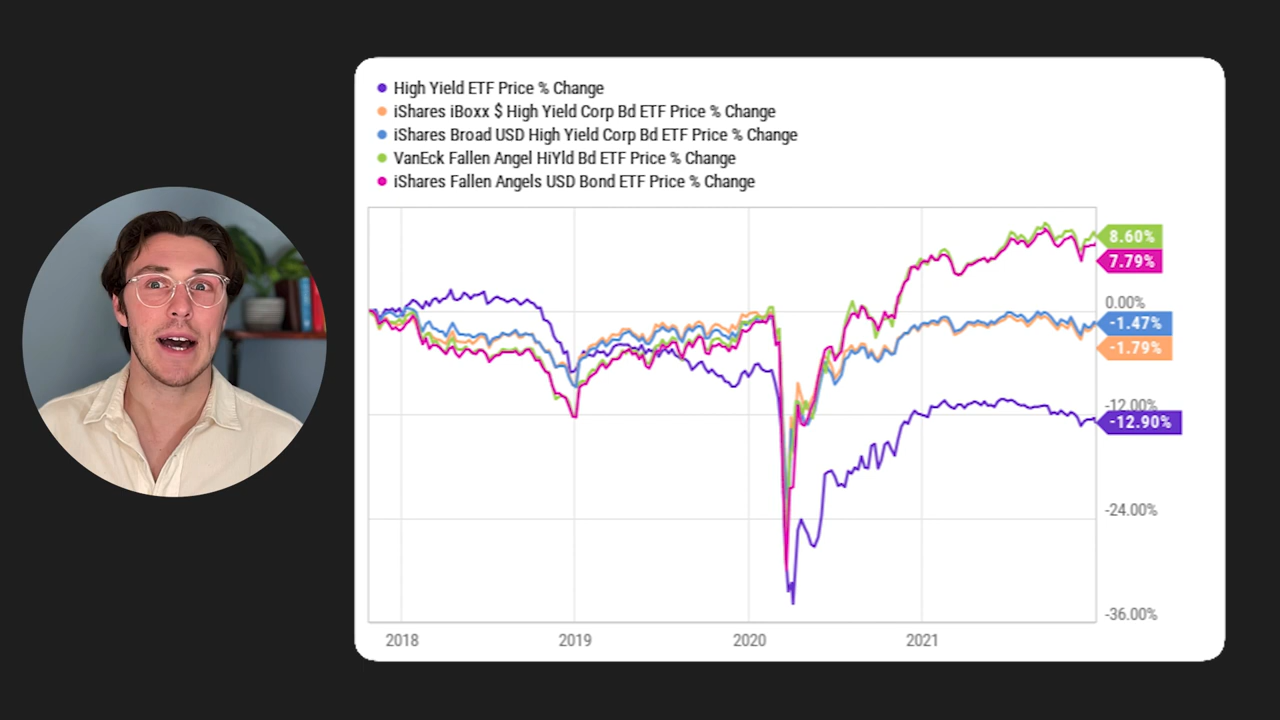 High Yield ETF Price % Change
iShares iBoxx $ High Yield Corp Bd ETF Price % Change
iShares Broad USD High Yield Corp Bd ETF Price % Change
VanEck Fallen Angel HiYld Bd ETF Price % Change
iShares Fallen Angels USD Bond ETF Price % Change
8.60%
7.79%
0.00%
-1.47%
-1.79%
-12.00%
-12.90%
-24.00%
-36.00%
2018 2019 2020 2021